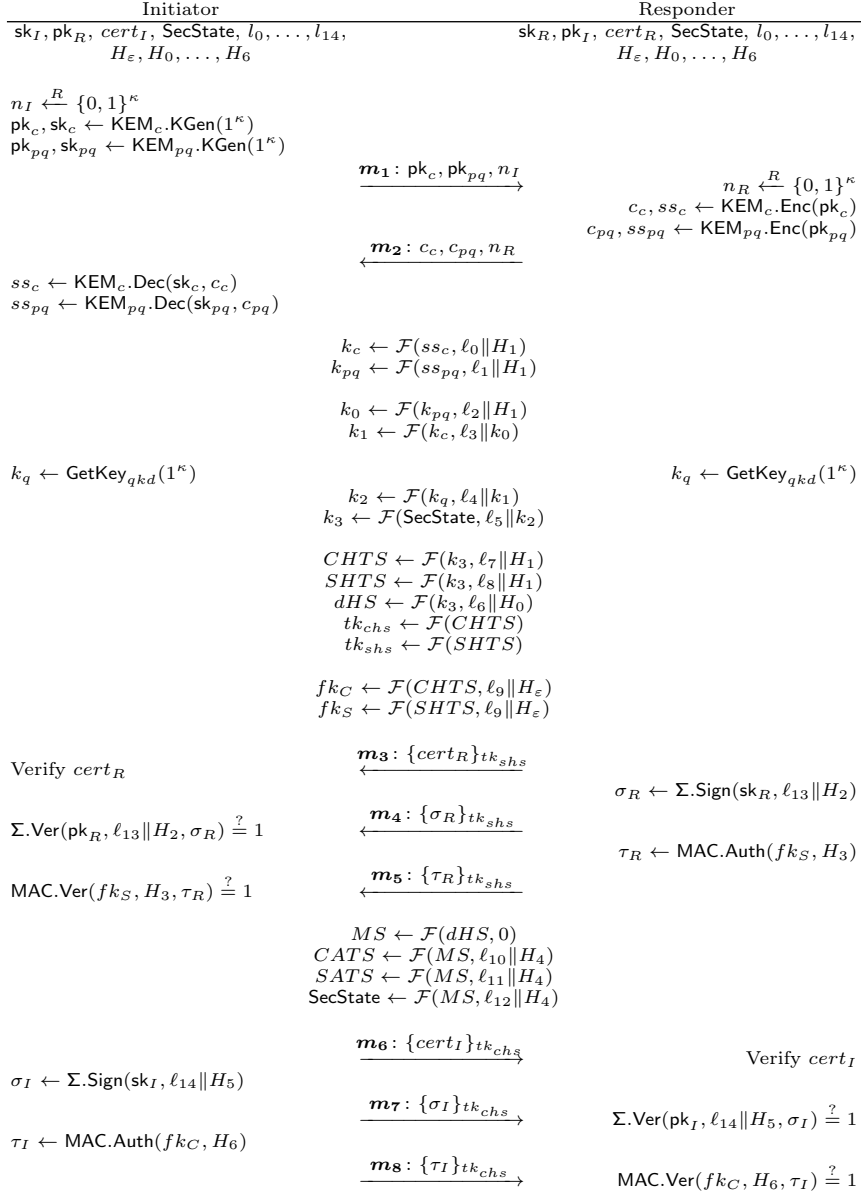 Initiator Responder
sk_I, pk_R, cert_I, SecState, l_0, …, l_14, sk_R, pk_I, cert_R, SecState, l_0, …, l_14,
H_ε, H_0, …, H_6 H_ε, H_0, …, H_6
n_I ←R {0, 1}^κ
pk_c, sk_c ← KEM_c.KGen(1^κ)
pk_pq, sk_pq ← KEM_pq.KGen(1^κ)
m_1: pk_c, pk_pq, n_I
n_R ←R {0, 1}^κ
c_c, ss_c ← KEM_c.Enc(pk_c)
c_pq, ss_pq ← KEM_pq.Enc(pk_pq)
m_2: c_c, c_pq, n_R
ss_c ← KEM_c.Dec(sk_c, c_c)
ss_pq ← KEM_pq.Dec(sk_pq, c_pq)
k_c ← F(ss_c, ℓ_0‖H_1)
k_pq ← F(ss_pq, ℓ_1‖H_1)
k_0 ← F(k_pq, ℓ_2‖H_1)
k_1 ← F(k_c, ℓ_3‖k_0)
k_q ← GetKey_qkd(1^κ) k_q ← GetKey_qkd(1^κ)
k_2 ← F(k_q, ℓ_4‖k_1)
k_3 ← F(SecState, ℓ_5‖k_2)
CHTS ← F(k_3, ℓ_7‖H_1)
SHTS ← F(k_3, ℓ_8‖H_1)
dHS ← F(k_3, ℓ_6‖H_0)
tk_chs ← F(CHTS)
tk_shs ← F(SHTS)
fk_C ← F(CHTS, ℓ_9‖H_ε)
fk_S ← F(SHTS, ℓ_9‖H_ε)
m_3: {cert_R}_tk_shs
Verify cert_R
σ_R ← Σ.Sign(sk_R, ℓ_13‖H_2)
m_4: {σ_R}_tk_shs
Σ.Ver(pk_R, ℓ_13‖H_2, σ_R) ≟ 1
τ_R ← MAC.Auth(fk_S, H_3)
m_5: {τ_R}_tk_shs
MAC.Ver(fk_S, H_3, τ_R) ≟ 1
MS ← F(dHS, 0)
CATS ← F(MS, ℓ_10‖H_4)
SATS ← F(MS, ℓ_11‖H_4)
SecState ← F(MS, ℓ_12‖H_4)
m_6: {cert_I}_tk_chs
Verify cert_I
σ_I ← Σ.Sign(sk_I, ℓ_14‖H_5)
m_7: {σ_I}_tk_chs
Σ.Ver(pk_I, ℓ_14‖H_5, σ_I) ≟ 1
τ_I ← MAC.Auth(fk_C, H_6)
m_8: {τ_I}_tk_chs
MAC.Ver(fk_C, H_6, τ_I) ≟ 1